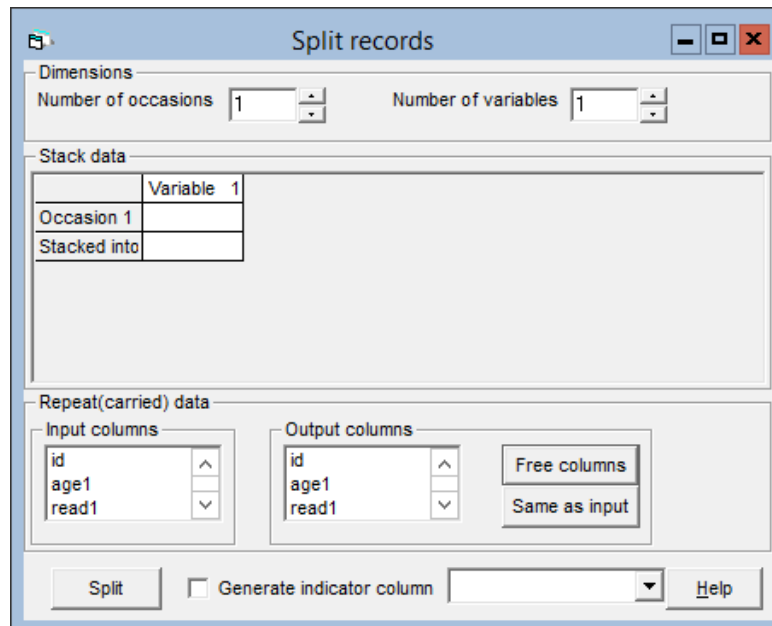 Split records
Dimensions
Number of occasions 1 Number of variables 1
Stack data
Variable 1
Occasion 1
Stacked into
Repeat(carried) data
Input columns
id
age1
read1
Output columns
id
age1
read1
Free columns
Same as input
Split Generate indicator column Help